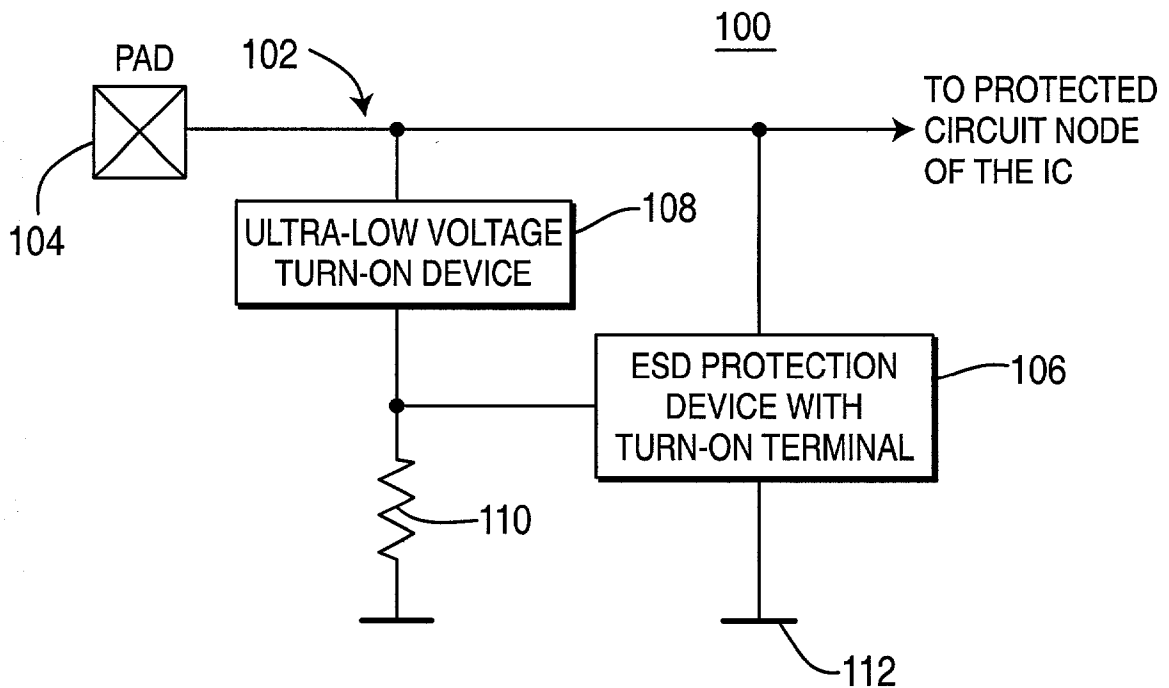 100
PAD
102
TO PROTECTED
CIRCUIT NODE
OF THE IC
104
ULTRA-LOW VOLTAGE
TURN-ON DEVICE
108
ESD PROTECTION
DEVICE WITH
TURN-ON TERMINAL
106
110
112